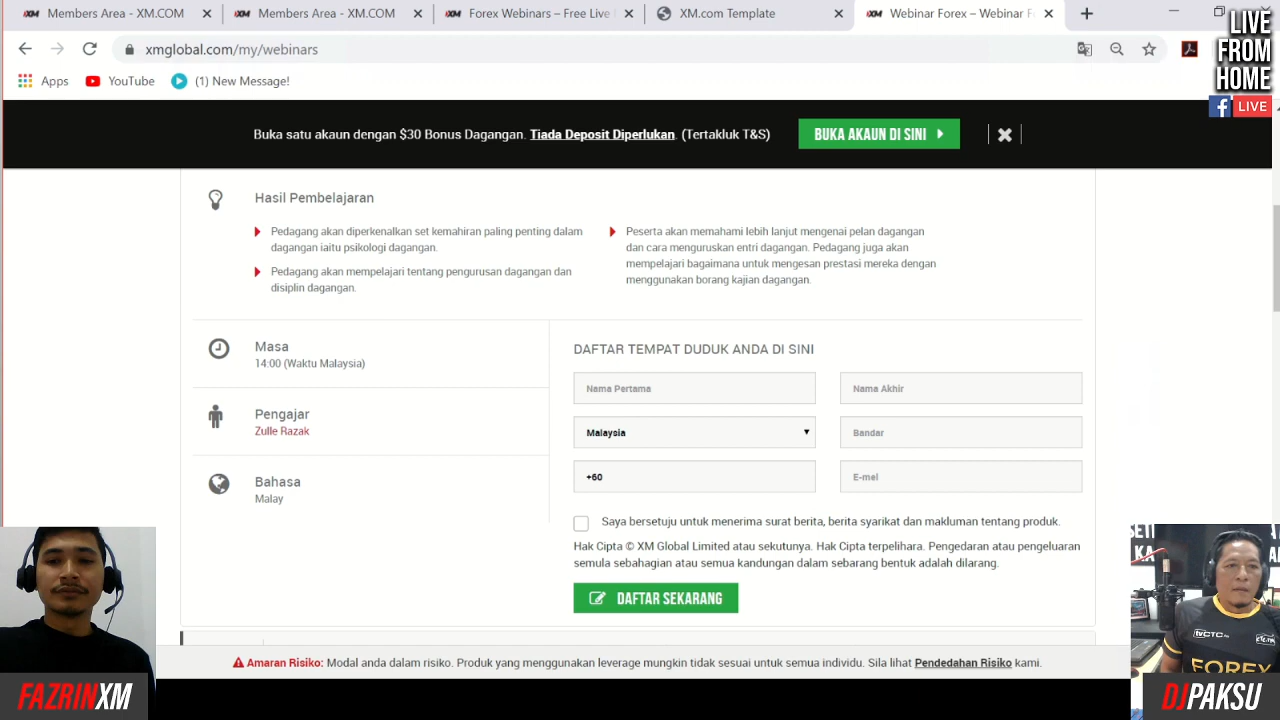 Members Area - XM.COM
Members Area - XM.COM
Forex Webinars – Free Live
XM.com Template
Webinar Forex – Webinar F
LIVE
FROM
HOME
LIVE
xmglobal.com/my/webinars
Apps
YouTube
(1) New Message!
Buka satu akaun dengan $30 Bonus Dagangan. Tiada Deposit Diperlukan. (Tertakluk T&S)
BUKA AKAUN DI SINI
Hasil Pembelajaran
Pedagang akan diperkenalkan set kemahiran paling penting dalam
dagangan iaitu psikologi dagangan.
Pedagang akan mempelajari tentang pengurusan dagangan dan
disiplin dagangan.
Peserta akan memahami lebih lanjut mengenai pelan dagangan
dan cara menguruskan entri dagangan. Pedagang juga akan
mempelajari bagaimana untuk mengesan prestasi mereka dengan
menggunakan borang kajian dagangan.
Masa
14:00 (Waktu Malaysia)
Pengajar
Zulle Razak
Bahasa
Malay
DAFTAR TEMPAT DUDUK ANDA DI SINI
Nama Pertama
Nama Akhir
Malaysia
Bandar
+60
E-mel
Saya bersetuju untuk menerima surat berita, berita syarikat dan makluman tentang produk.
Hak Cipta © XM Global Limited atau sekutunya. Hak Cipta terpelihara. Pengedaran atau pengeluaran
semula sebahagian atau semua kandungan dalam sebarang bentuk adalah dilarang.
DAFTAR SEKARANG
Amaran Risiko: Modal anda dalam risiko. Produk yang menggunakan leverage mungkin tidak sesuai untuk semua individu. Sila lihat Pendedahan Risiko kami.
FAZRINXM
FOREX
DJPAKSU